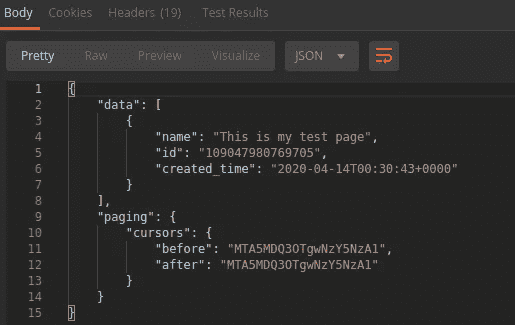 Body Cookies Headers (19) Test Results
Pretty Raw Preview Visualize JSON
1 {
2 "data": [
3 {
4 "name": "This is my test page",
5 "id": "109047980769705",
6 "created_time": "2020-04-14T00:30:43+0000"
7 }
8 ],
9 "paging": {
10 "cursors": {
11 "before": "MTA5MDQ3OTgwNzY5NzA1",
12 "after": "MTA5MDQ3OTgwNzY5NzA1"
13 }
14 }
15 }